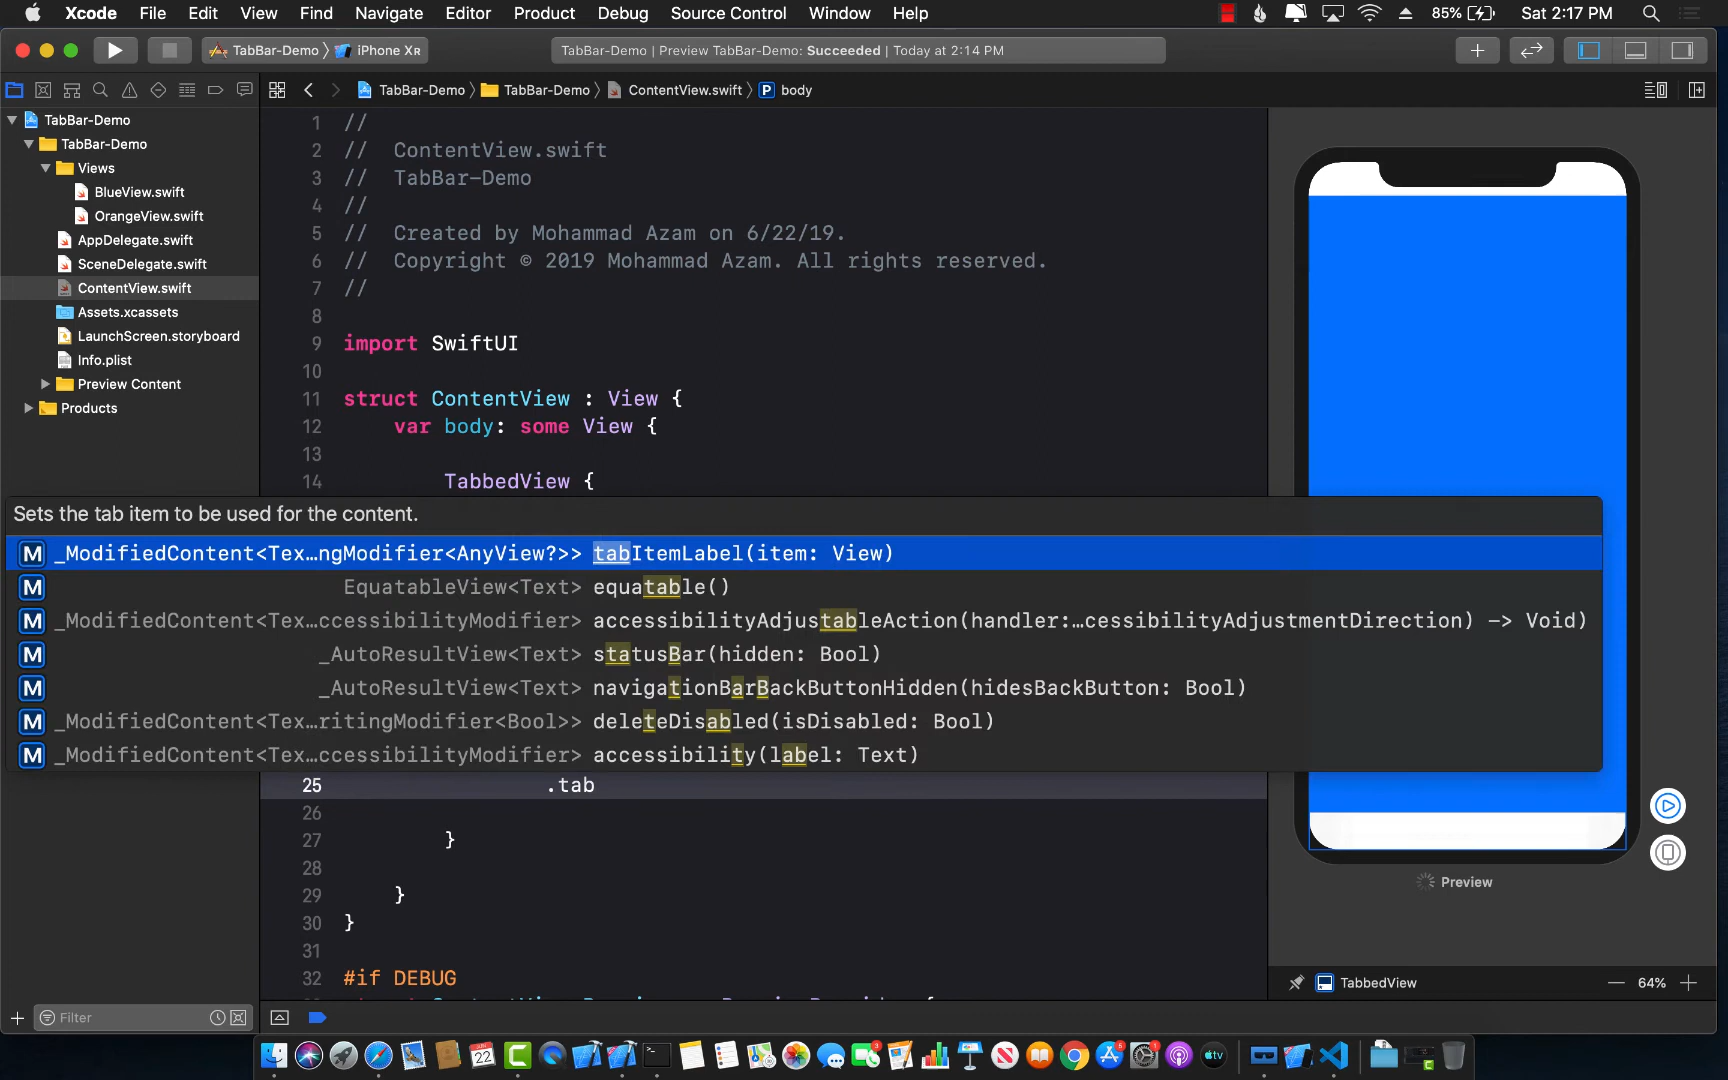 Xcode File Edit View Find Navigate Editor Product Debug Source Control Window Help 85% Sat 2:17 PM
TabBar-Demo iPhone XR TabBar-Demo | Preview TabBar-Demo: Succeeded | Today at 2:14 PM
TabBar-Demo TabBar-Demo ContentView.swift P body
TabBar-Demo
TabBar-Demo
Views
BlueView.swift
OrangeView.swift
AppDelegate.swift
SceneDelegate.swift
ContentView.swift
Assets.xcassets
LaunchScreen.storyboard
Info.plist
Preview Content
Products
1 //
2 // ContentView.swift
3 // TabBar-Demo
4 //
5 // Created by Mohammad Azam on 6/22/19.
6 // Copyright © 2019 Mohammad Azam. All rights reserved.
7 //
8
9 import SwiftUI
10
11 struct ContentView : View {
12 var body: some View {
13
14 TabbedView {
Sets the tab item to be used for the content.
M _ModifiedContent<Tex…ngModifier<AnyView?>> tabItemLabel(item: View)
M EquatableView<Text> equatable()
M _ModifiedContent<Tex…ccessibilityModifier> accessibilityAdjustableAction(handler:…cessibilityAdjustmentDirection) -> Void)
M _AutoResultView<Text> statusBar(hidden: Bool)
M _AutoResultView<Text> navigationBarBackButtonHidden(hidesBackButton: Bool)
M _ModifiedContent<Tex…ritingModifier<Bool>> deleteDisabled(isDisabled: Bool)
M _ModifiedContent<Tex…ccessibilityModifier> accessibility(label: Text)
25 .tab
26
27 }
28
29 }
30 }
31
32 #if DEBUG
Preview
TabbedView 64%
Filter
JUN
22
3
6
1
tv